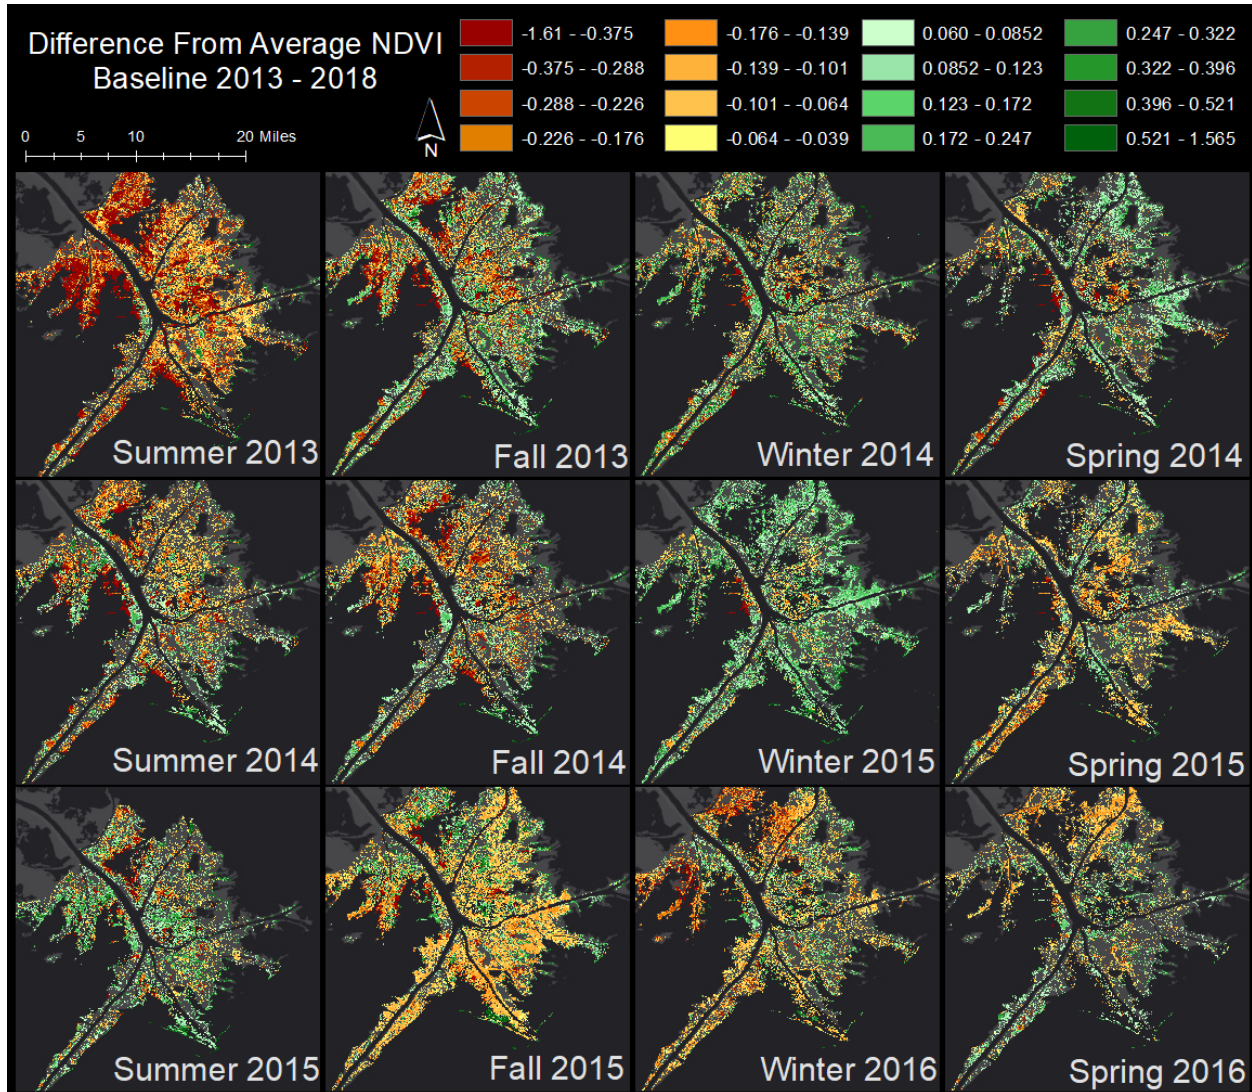 Difference From Average NDVI
Baseline 2013 - 2018
0 5 10 20 Miles
N
-1.61 - -0.375
-0.375 - -0.288
-0.288 - -0.226
-0.226 - -0.176
-0.176 - -0.139
-0.139 - -0.101
-0.101 - -0.064
-0.064 - -0.039
0.060 - 0.0852
0.0852 - 0.123
0.123 - 0.172
0.172 - 0.247
0.247 - 0.322
0.322 - 0.396
0.396 - 0.521
0.521 - 1.565
Summer 2013
Fall 2013
Winter 2014
Spring 2014
Summer 2014
Fall 2014
Winter 2015
Spring 2015
Summer 2015
Fall 2015
Winter 2016
Spring 2016